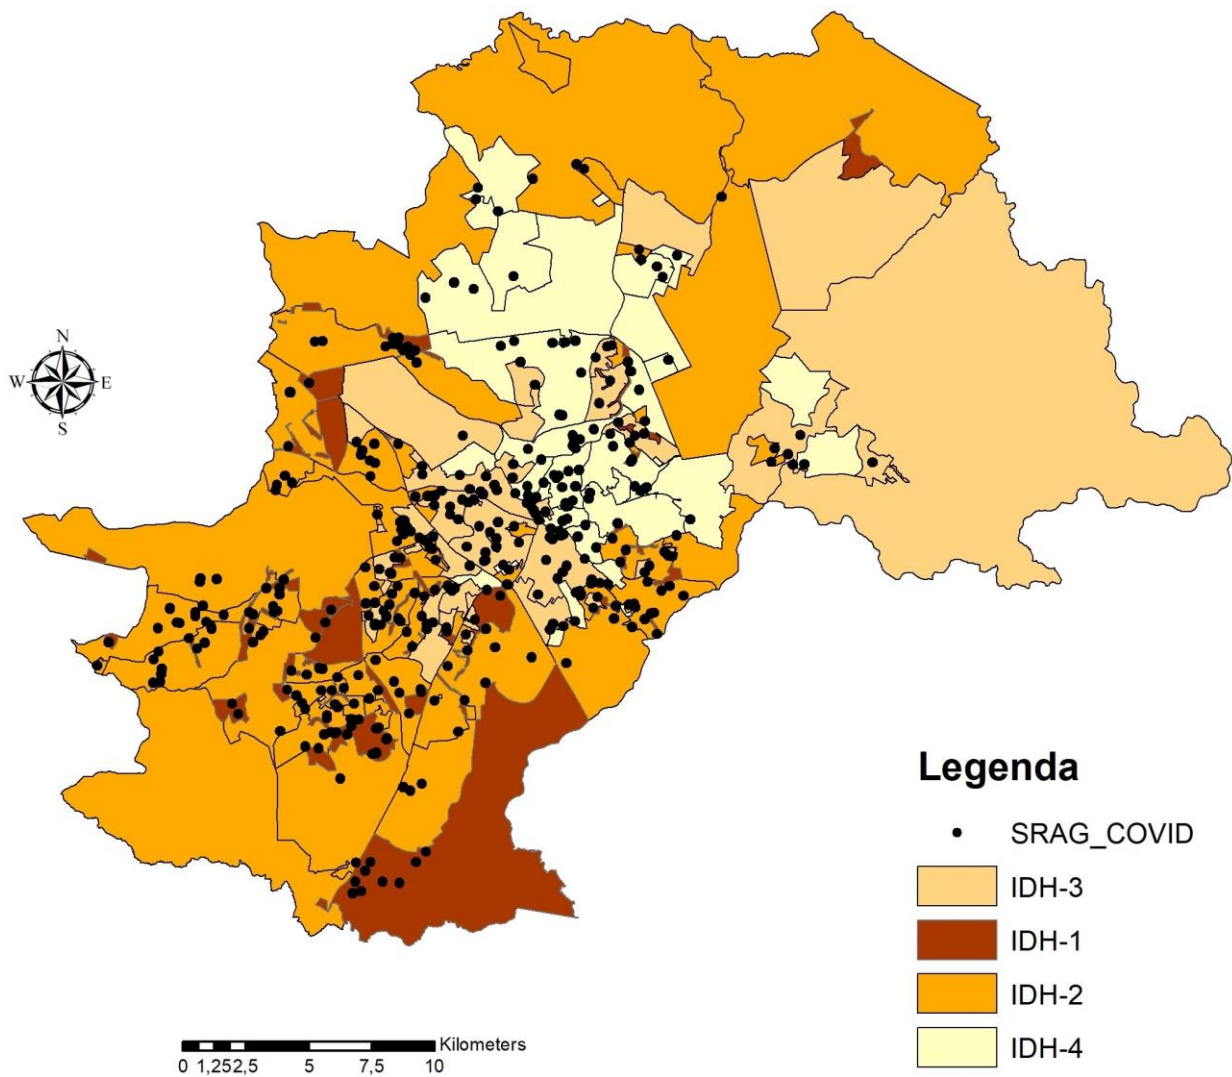 N
W E
S
Legenda
SRAG_COVID
IDH-3
IDH-1
IDH-2
IDH-4
Kilometers
0 1,252,5 5 7,5 10